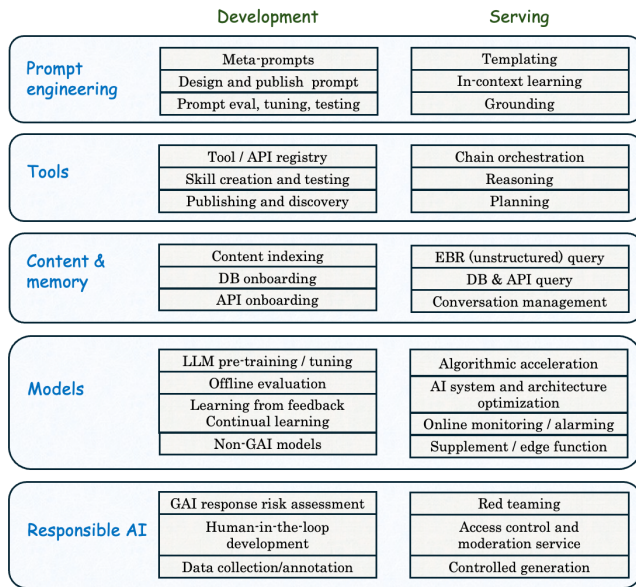 Development
Serving
Prompt
engineering
Meta-prompts
Design and publish prompt
Prompt eval, tuning, testing
Templating
In-context learning
Grounding
Tools
Tool / API registry
Skill creation and testing
Publishing and discovery
Chain orchestration
Reasoning
Planning
Content &
memory
Content indexing
DB onboarding
API onboarding
EBR (unstructured) query
DB & API query
Conversation management
Models
LLM pre-training / tuning
Offline evaluation
Learning from feedback
Continual learning
Non-GAI models
Algorithmic acceleration
AI system and architecture
optimization
Online monitoring / alarming
Supplement / edge function
Responsible AI
GAI response risk assessment
Human-in-the-loop
development
Data collection/annotation
Red teaming
Access control and
moderation service
Controlled generation